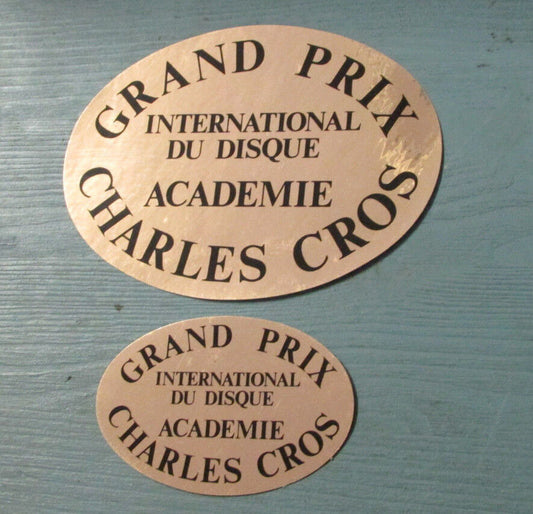 GRAND PRIX
INTERNATIONAL
DU DISQUE
ACADEMIE
CHARLES CROS
GRAND PRIX
INTERNATIONAL
DU DISQUE
ACADEMIE
CHARLES CROS